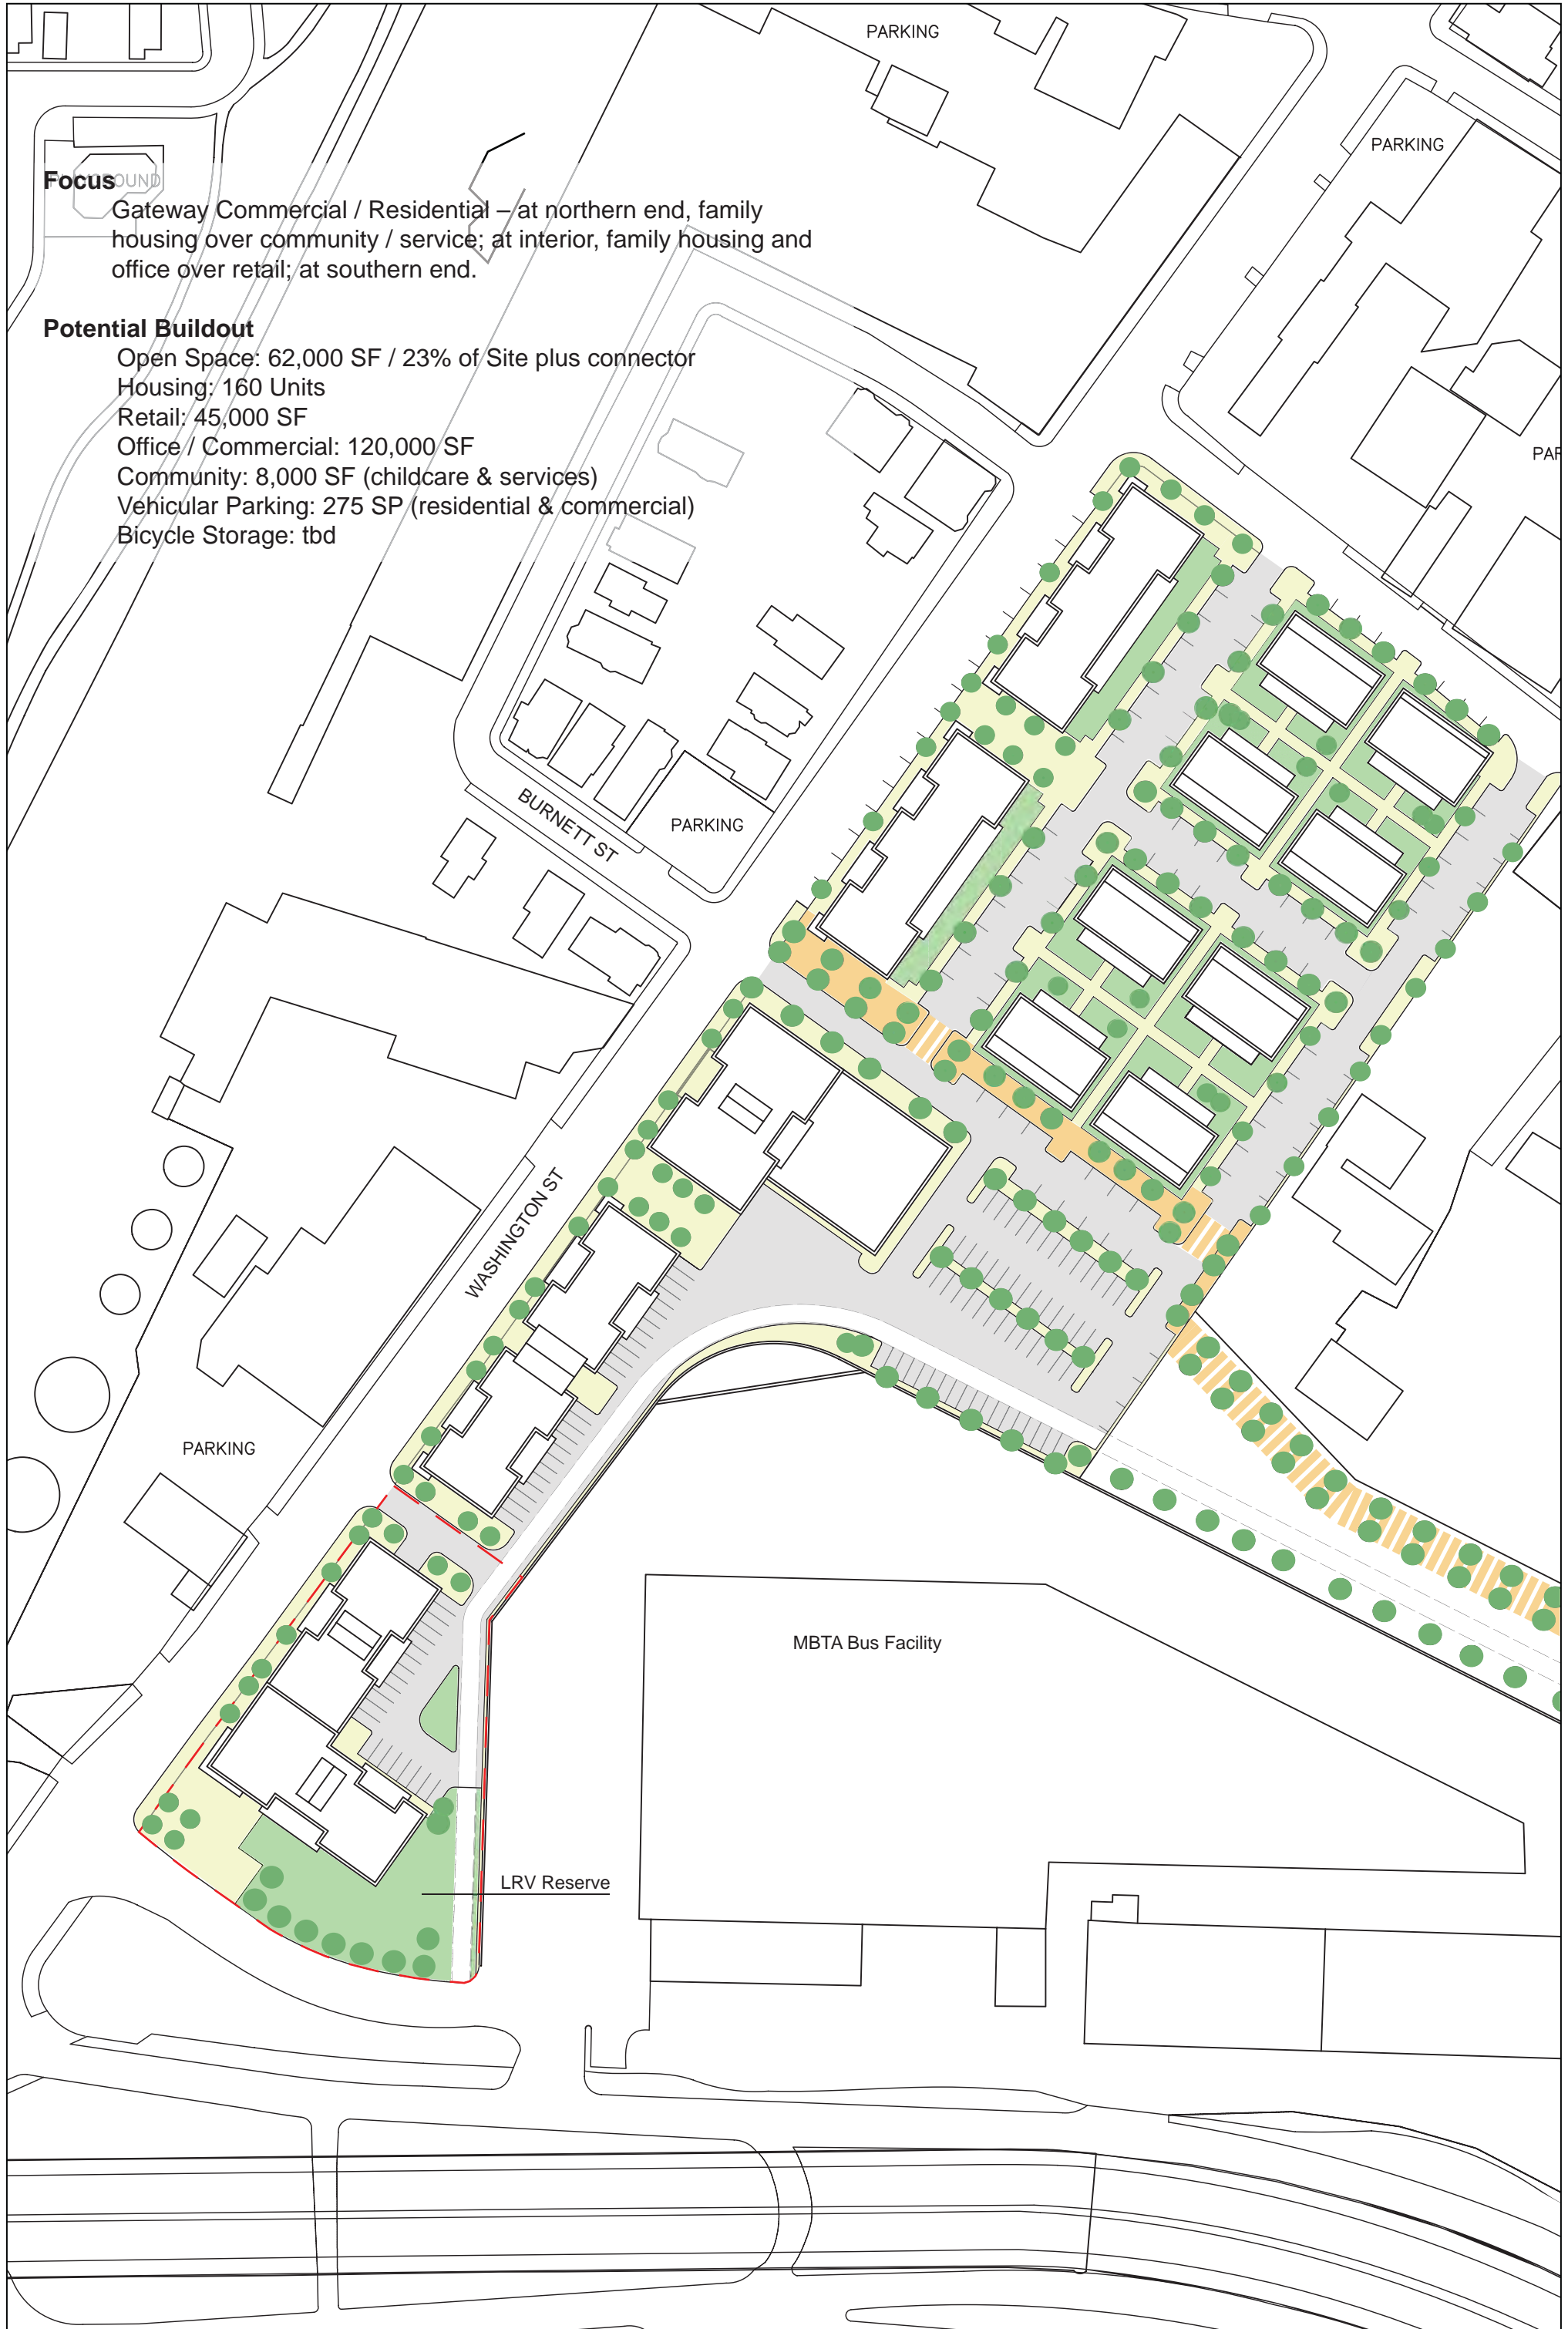 PARKING
PARKING
PLAYGROUND
Focus
Gateway Commercial / Residential – at northern end, family
housing over community / service; at interior, family housing and
office over retail; at southern end.
Potential Buildout
Open Space: 62,000 SF / 23% of Site plus connector
Housing: 160 Units
Retail: 45,000 SF
Office / Commercial: 120,000 SF
Community: 8,000 SF (childcare & services)
Vehicular Parking: 275 SP (residential & commercial)
Bicycle Storage: tbd
PAR
BURNETT ST
PARKING
WASHINGTON ST
PARKING
MBTA Bus Facility
LRV Reserve